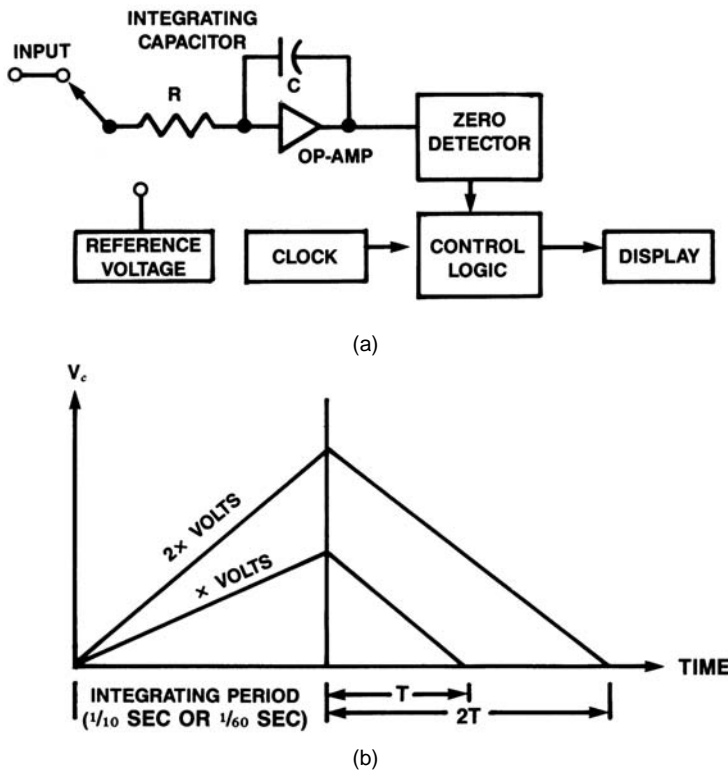 INTEGRATING
CAPACITOR
INPUT
C
R
OP-AMP
ZERO
DETECTOR
REFERENCE
VOLTAGE
CLOCK
CONTROL
LOGIC
DISPLAY
(a)
Vc
2× VOLTS
× VOLTS
TIME
INTEGRATING PERIOD
(1/10 SEC OR 1/60 SEC)
T
2T
(b)